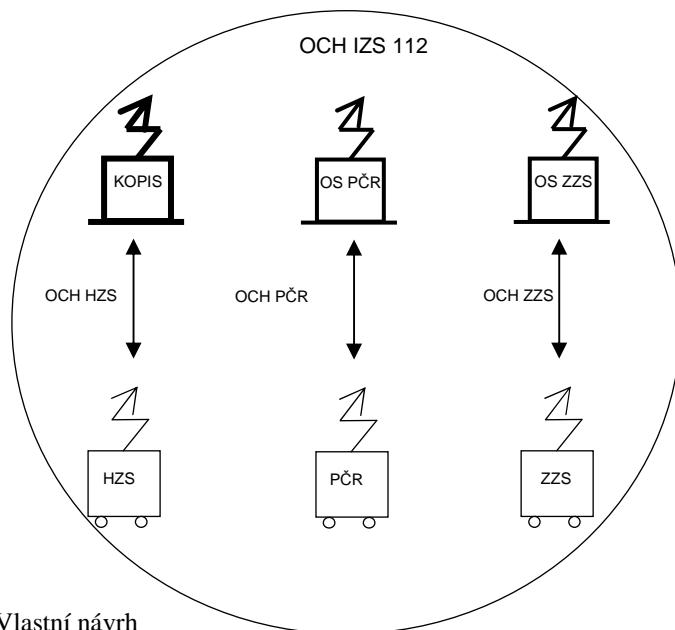 OCH IZS 112
KOPIS
OS PČR
OS ZZS
OCH HZS
OCH PČR
OCH ZZS
HZS
PČR
ZZS
Vlastní návrh